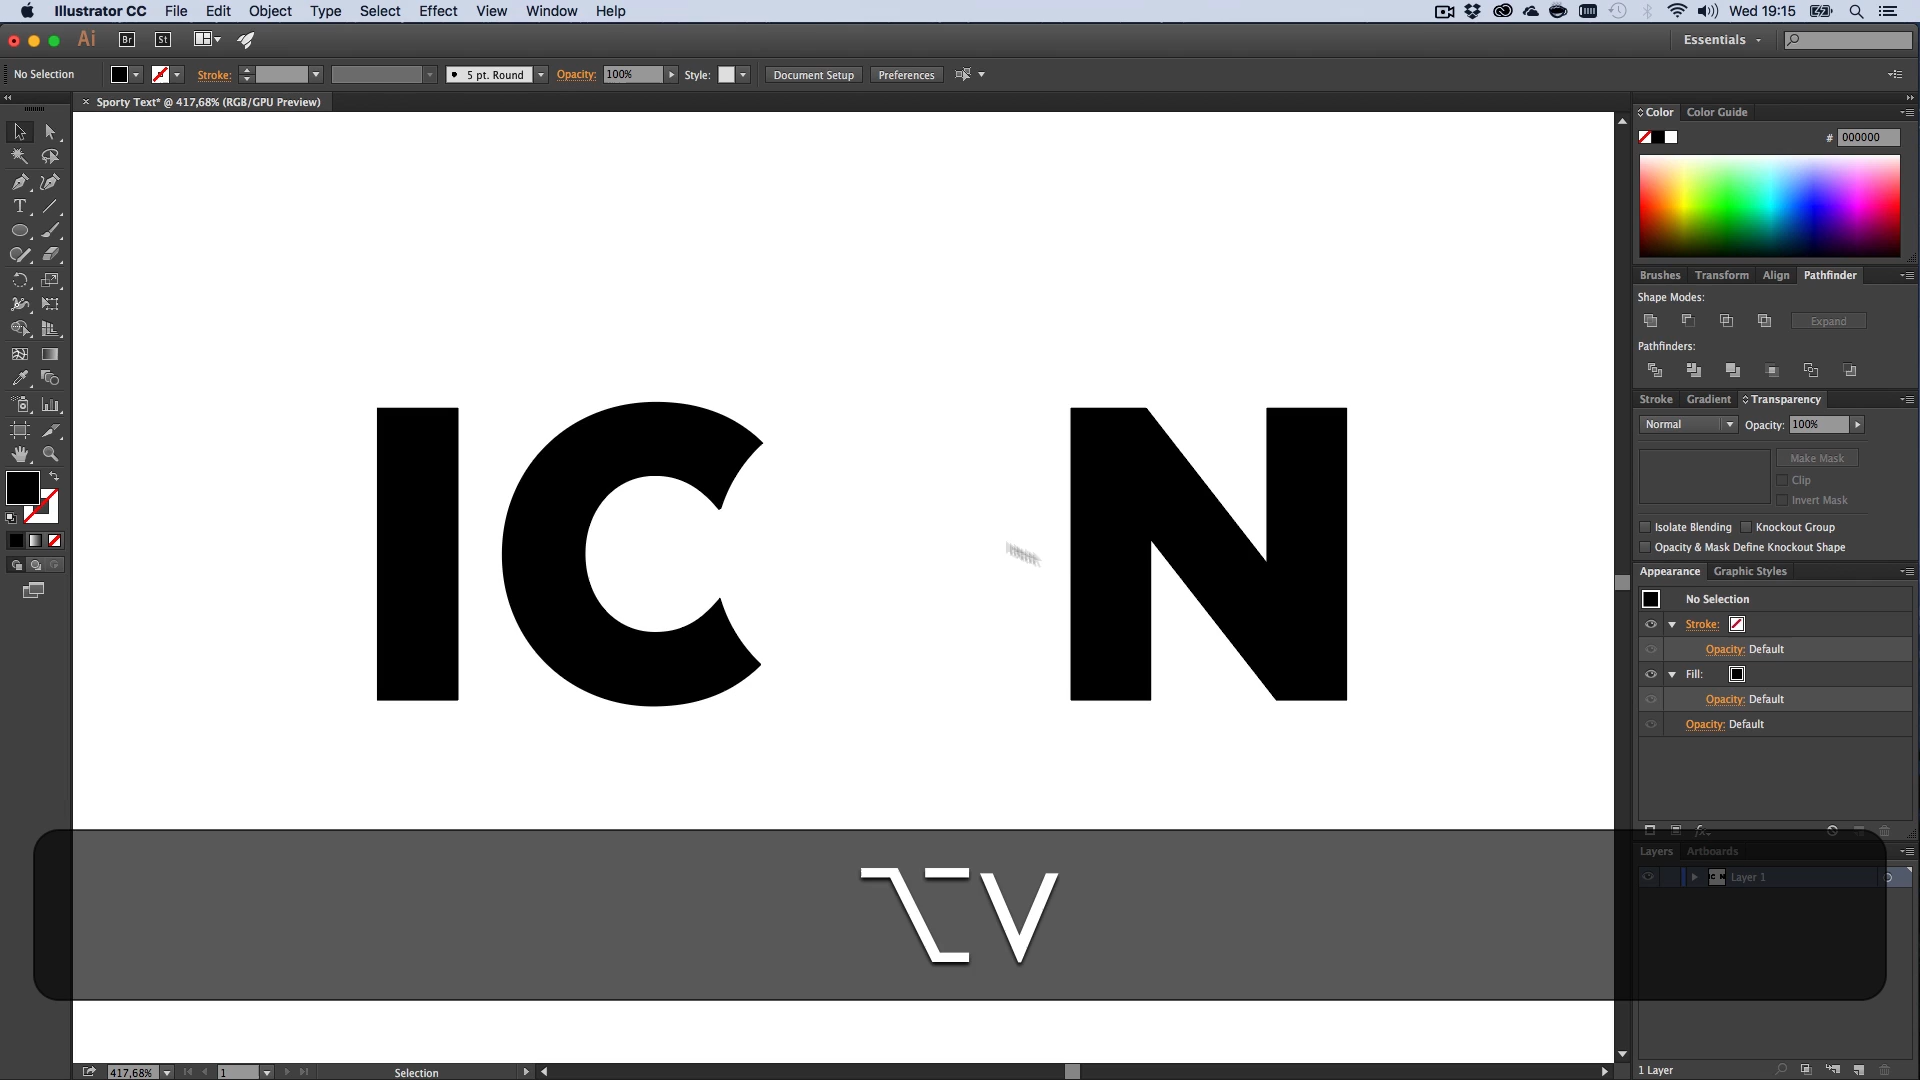 Illustrator CC File Edit Object Type Select Effect View Window Help Wed 19:15
Ai Br St Essentials
No Selection Stroke: 5 pt. Round Opacity: 100% Style: Document Setup Preferences
× Sporty Text* @ 417,68% (RGB/GPU Preview)
Color Color Guide
# 000000
Brushes Transform Align Pathfinder
Shape Modes:
Expand
Pathfinders:
Stroke Gradient Transparency
Normal Opacity: 100%
Make Mask
Clip
Invert Mask
Isolate Blending Knockout Group
Opacity & Mask Define Knockout Shape
Appearance Graphic Styles
No Selection
Stroke:
Opacity: Default
Fill:
Opacity: Default
Opacity: Default
IC N
⌥V
Layers Artboards
Layer 1
417,68% 1 Selection
1 Layer